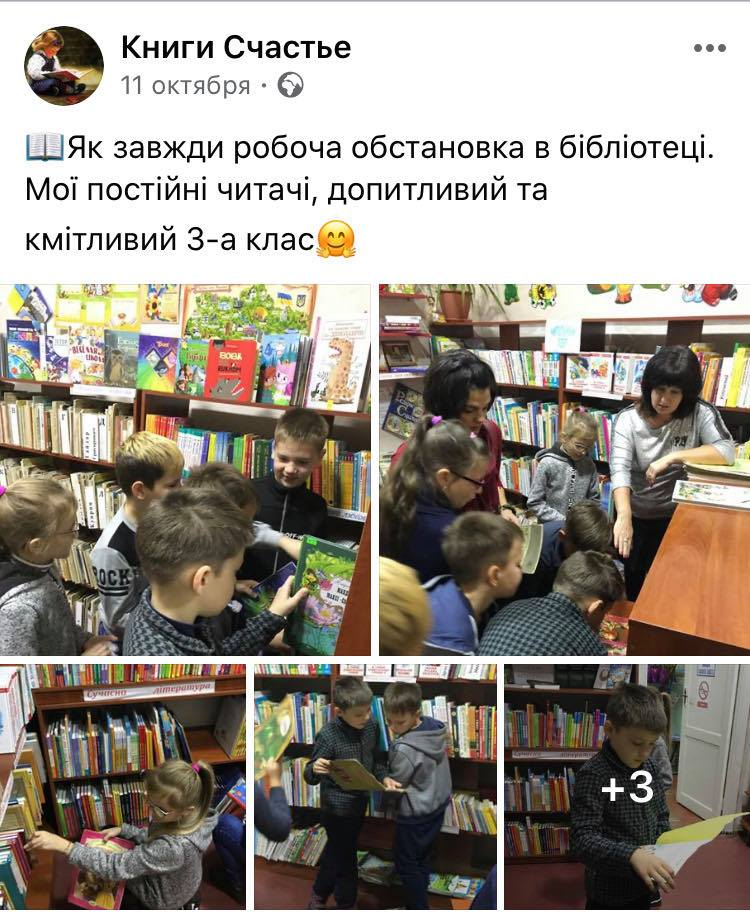 Книги Счастье
11 октября ·
📖Як завжди робоча обстановка в бібліотеці.
Мої постійні читачі, допитливий та
кмітливий 3-а клас🤗
ROCK
Сучасна література
+3